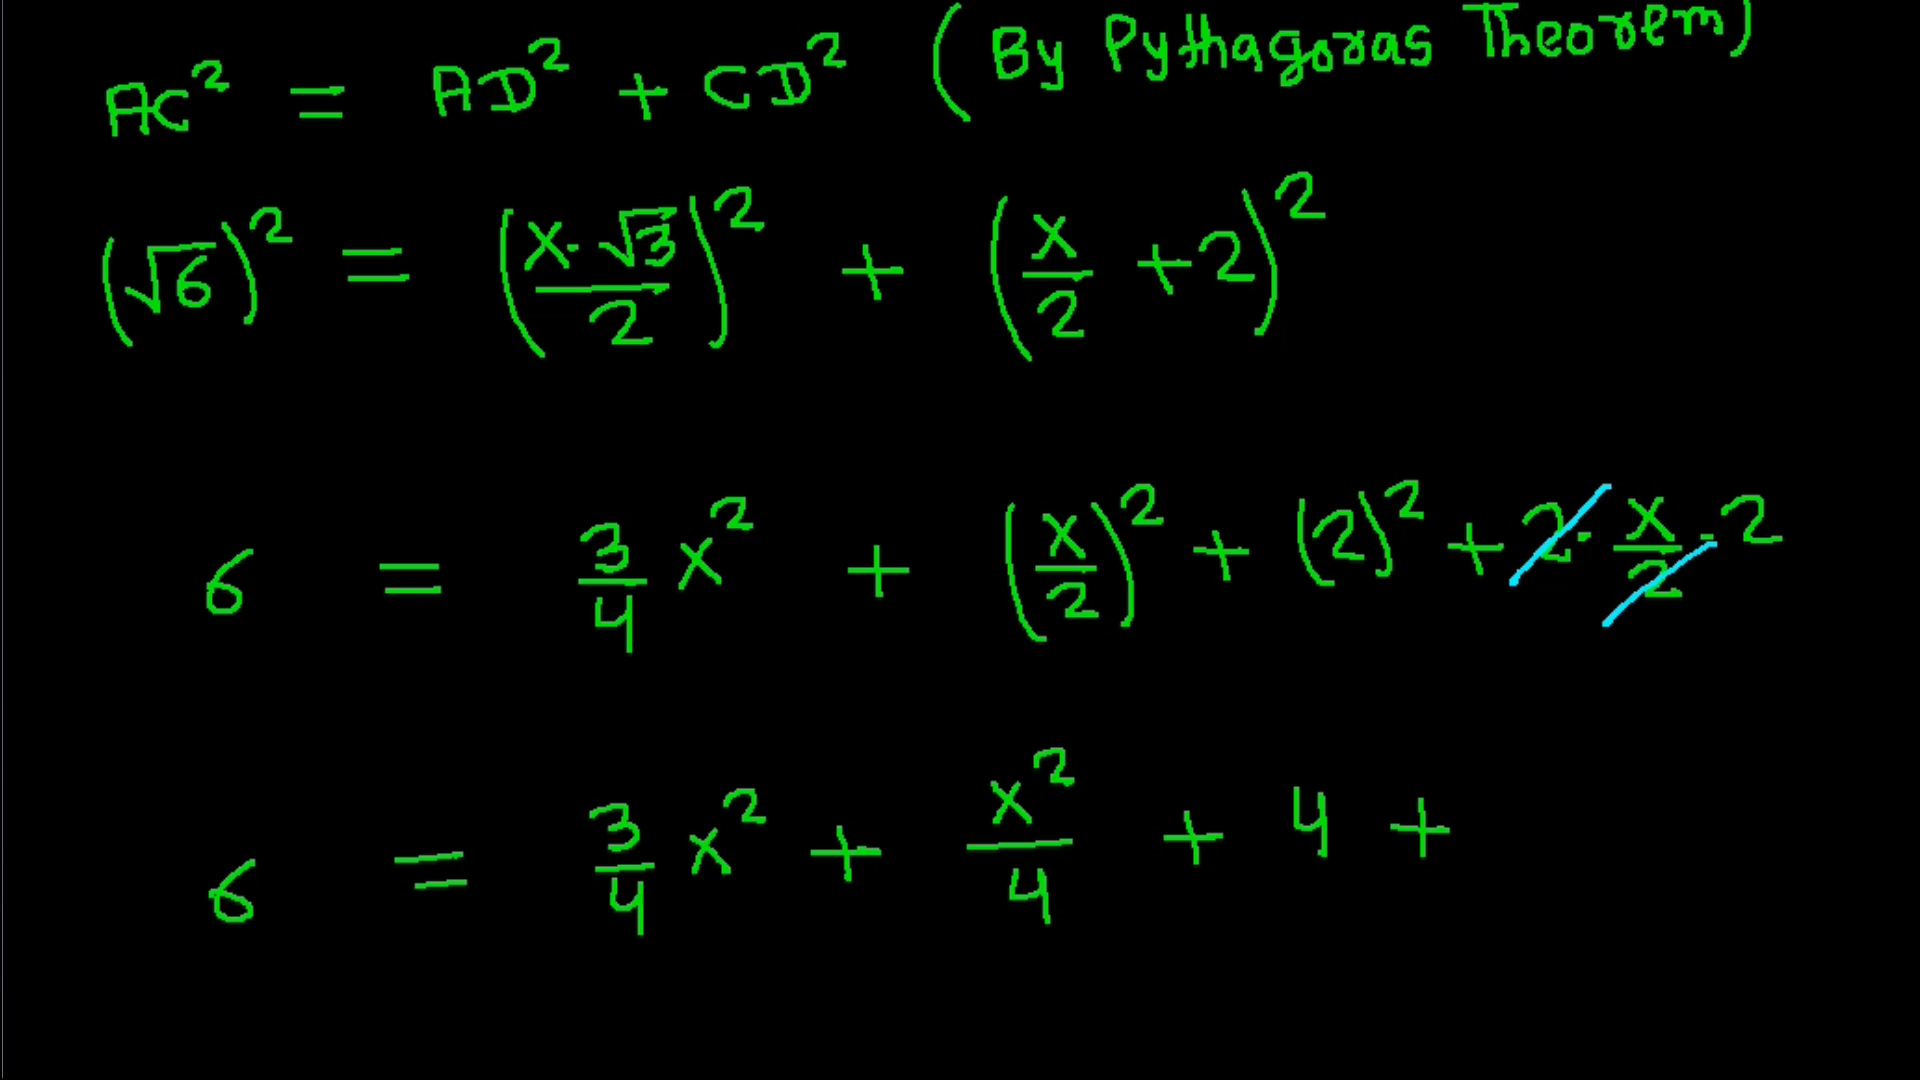 AC² = AD² + CD² (By Pythagoras Theorem)
(√6)² = (x·√3/2)² + (x/2 + 2)²
6 = 3/4 x² + (x/2)² + (2)² + 2·x/2·2
6 = 3/4 x² + x²/4 + 4 +